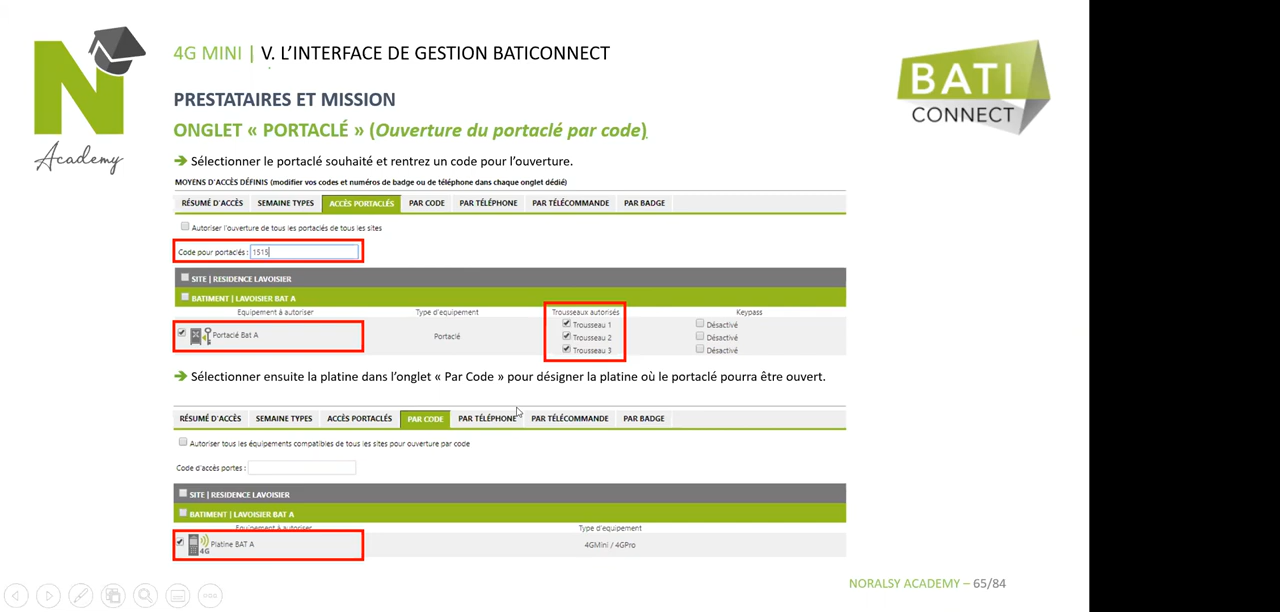 4G MINI | V. L'INTERFACE DE GESTION BATICONNECT
Academy
BATI
CONNECT
PRESTATAIRES ET MISSION
ONGLET « PORTACLÉ » (Ouverture du portaclé par code)
➔ Sélectionner le portaclé souhaité et rentrez un code pour l'ouverture.
MOYENS D'ACCÈS DÉFINIS (modifier vos codes et numéros de badge ou de téléphone dans chaque onglet dédié)
RÉSUMÉ D'ACCÈS SEMAINE TYPES ACCÈS PORTACLÉS PAR CODE PAR TÉLÉPHONE PAR TÉLÉCOMMANDE PAR BADGE
Autoriser l'ouverture de tous les portaclés de tous les sites
Code pour portaclés : 1515
SITE | RESIDENCE LAVOISIER
BATIMENT | LAVOISIER BAT A
Equipement à autoriser Type d'equipement Trousseaux autorisés Keypass
Portaclé Bat A Portaclé
Trousseau 1 Désactivé
Trousseau 2 Désactivé
Trousseau 3 Désactivé
➔ Sélectionner ensuite la platine dans l'onglet « Par Code » pour désigner la platine où le portaclé pourra être ouvert.
RÉSUMÉ D'ACCÈS SEMAINE TYPES ACCÈS PORTACLÉS PAR CODE PAR TÉLÉPHONE PAR TÉLÉCOMMANDE PAR BADGE
Autoriser tous les équipements compatibles de tous les sites pour ouverture par code
Code d'accès portes :
SITE | RESIDENCE LAVOISIER
BATIMENT | LAVOISIER BAT A
Equipement à autoriser Type d'equipement
4G Platine BAT A 4GMini / 4GPro
NORALSY ACADEMY – 65/84